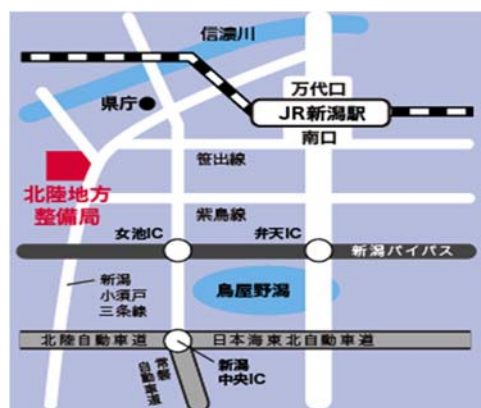 信濃川
万代口
県庁
JR新潟駅
南口
笹出線
北陸地方
整備局
紫鳥線
女池IC
弁天IC
新潟バイパス
新潟
小須戸
三条線
鳥屋野潟
北陸自動車道
日本海東北自動車道
新潟
中央IC
常磐
自動車道